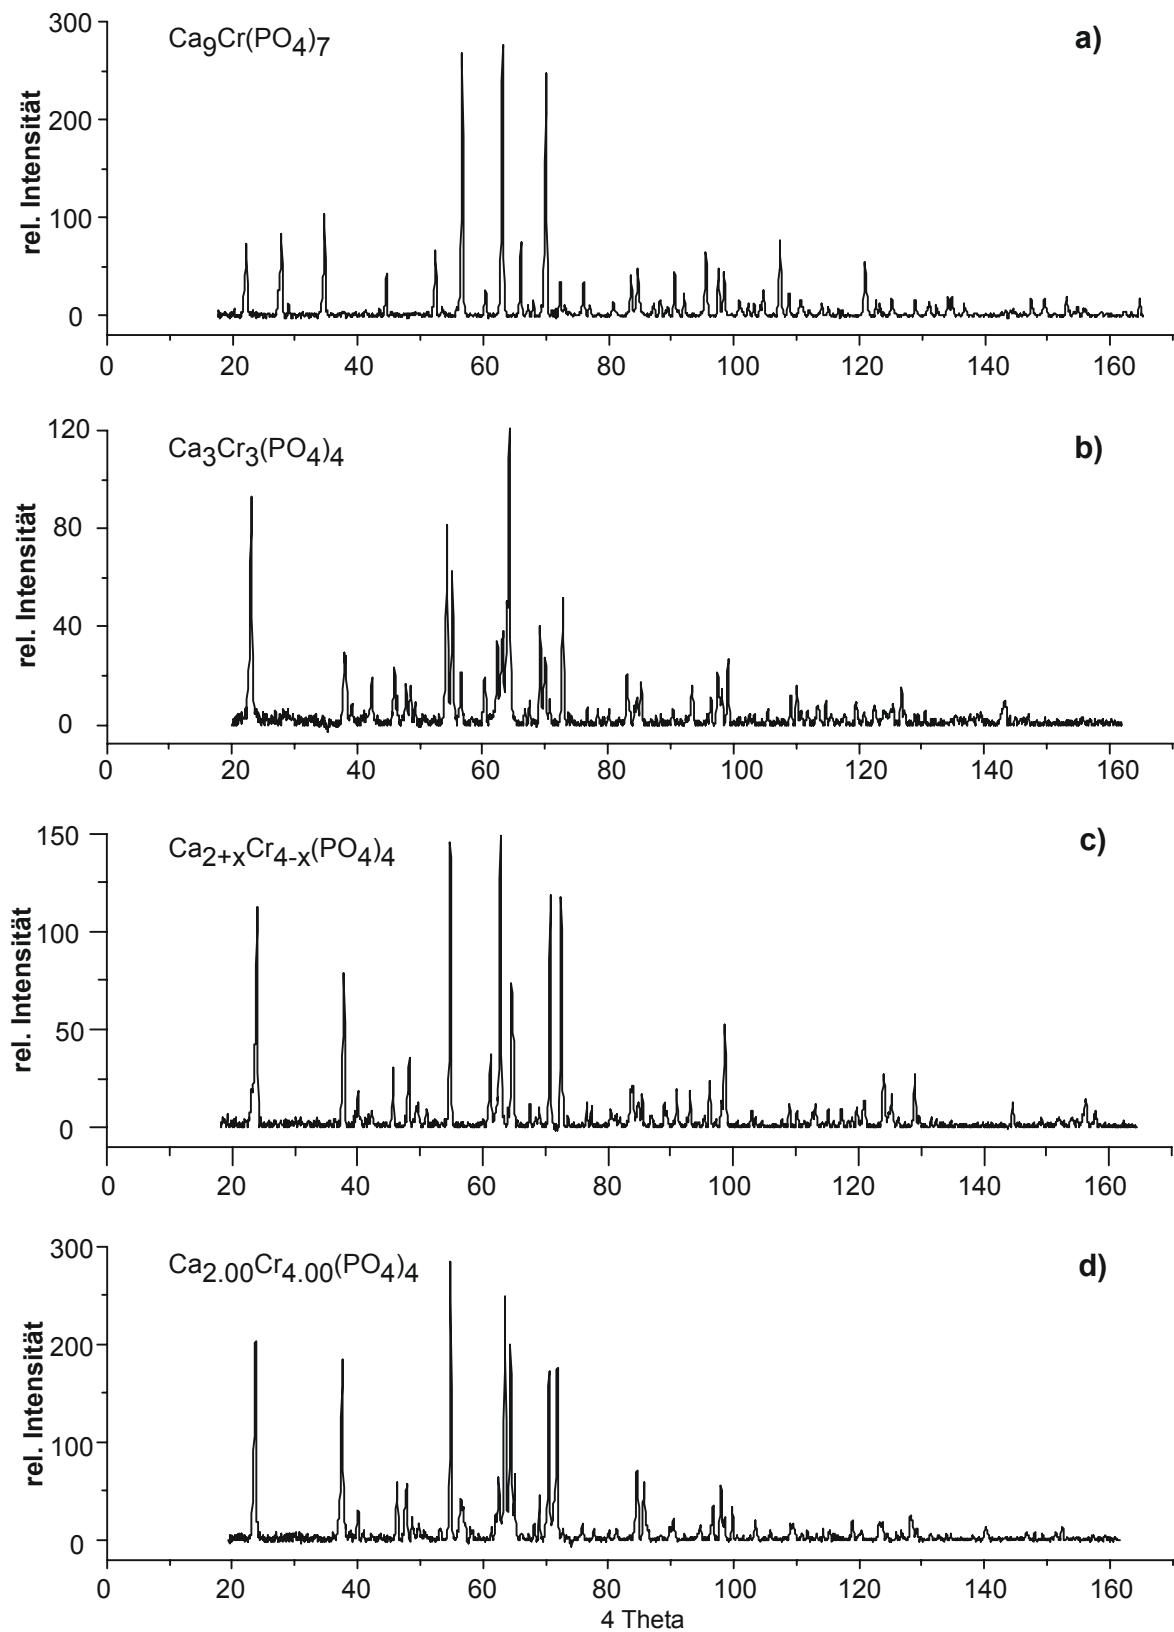 Ca9Cr(PO4)7 a)
rel. Intensität
300
200
100
0
0 20 40 60 80 100 120 140 160
Ca3Cr3(PO4)4 b)
rel. Intensität
120
80
40
0
0 20 40 60 80 100 120 140 160
Ca2+xCr4-x(PO4)4 c)
rel. Intensität
150
100
50
0
0 20 40 60 80 100 120 140 160
Ca2.00Cr4.00(PO4)4 d)
rel. Intensität
300
200
100
0
0 20 40 60 80 100 120 140 160
4 Theta